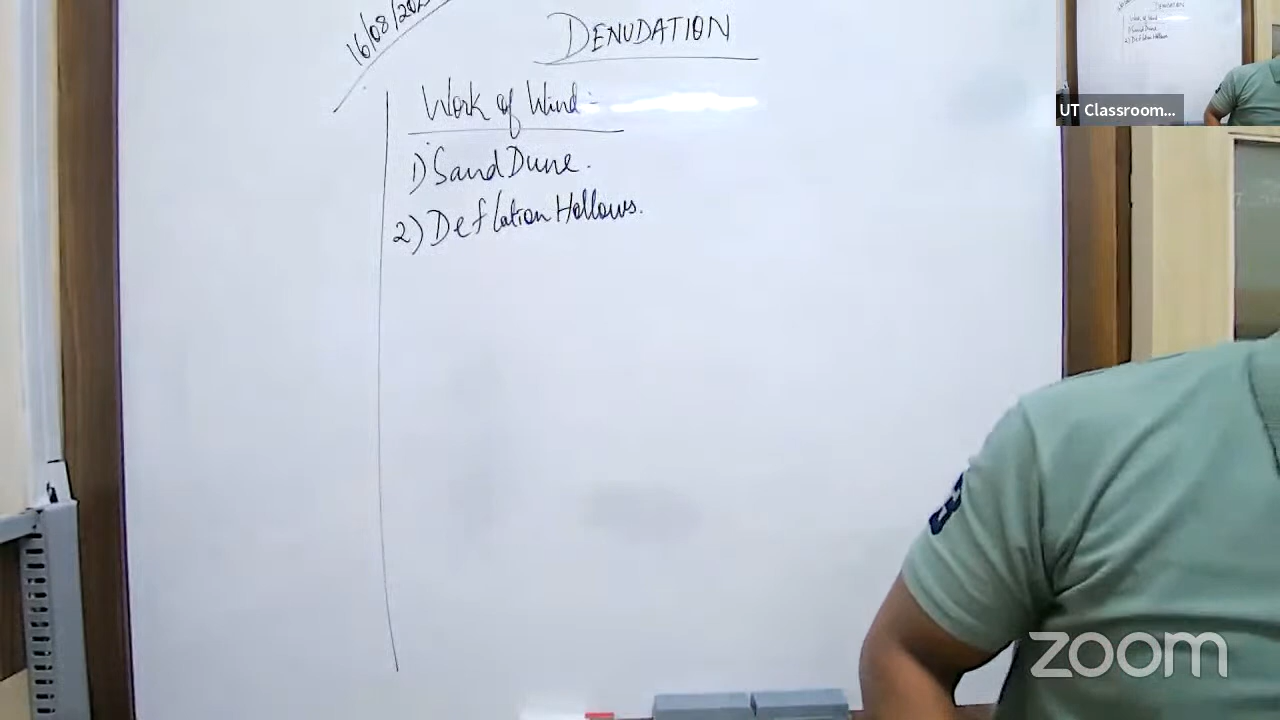 16/08/202
DENUDATION
Work of Wind :-
1) Sand Dune.
2) Deflation Hollows.
UT Classroom...
zoom